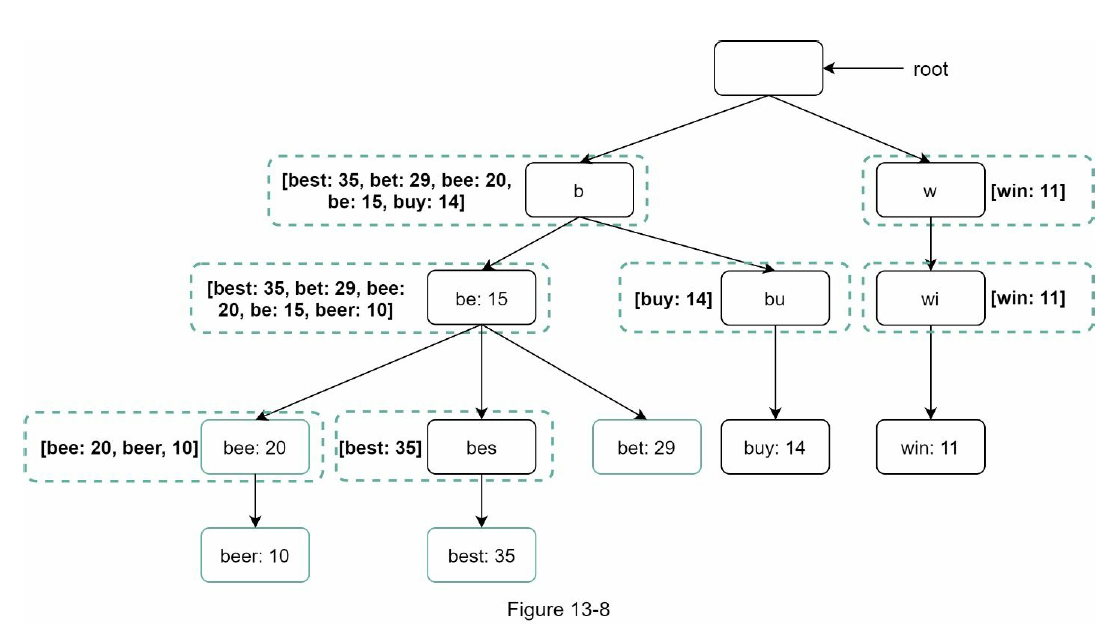 root
[best: 35, bet: 29, bee: 20,
be: 15, buy: 14]
b
w
[win: 11]
[best: 35, bet: 29, bee:
20, be: 15, beer: 10]
be: 15
[buy: 14]
bu
wi
[win: 11]
[bee: 20, beer, 10]
bee: 20
[best: 35]
bes
bet: 29
buy: 14
win: 11
beer: 10
best: 35
Figure 13-8